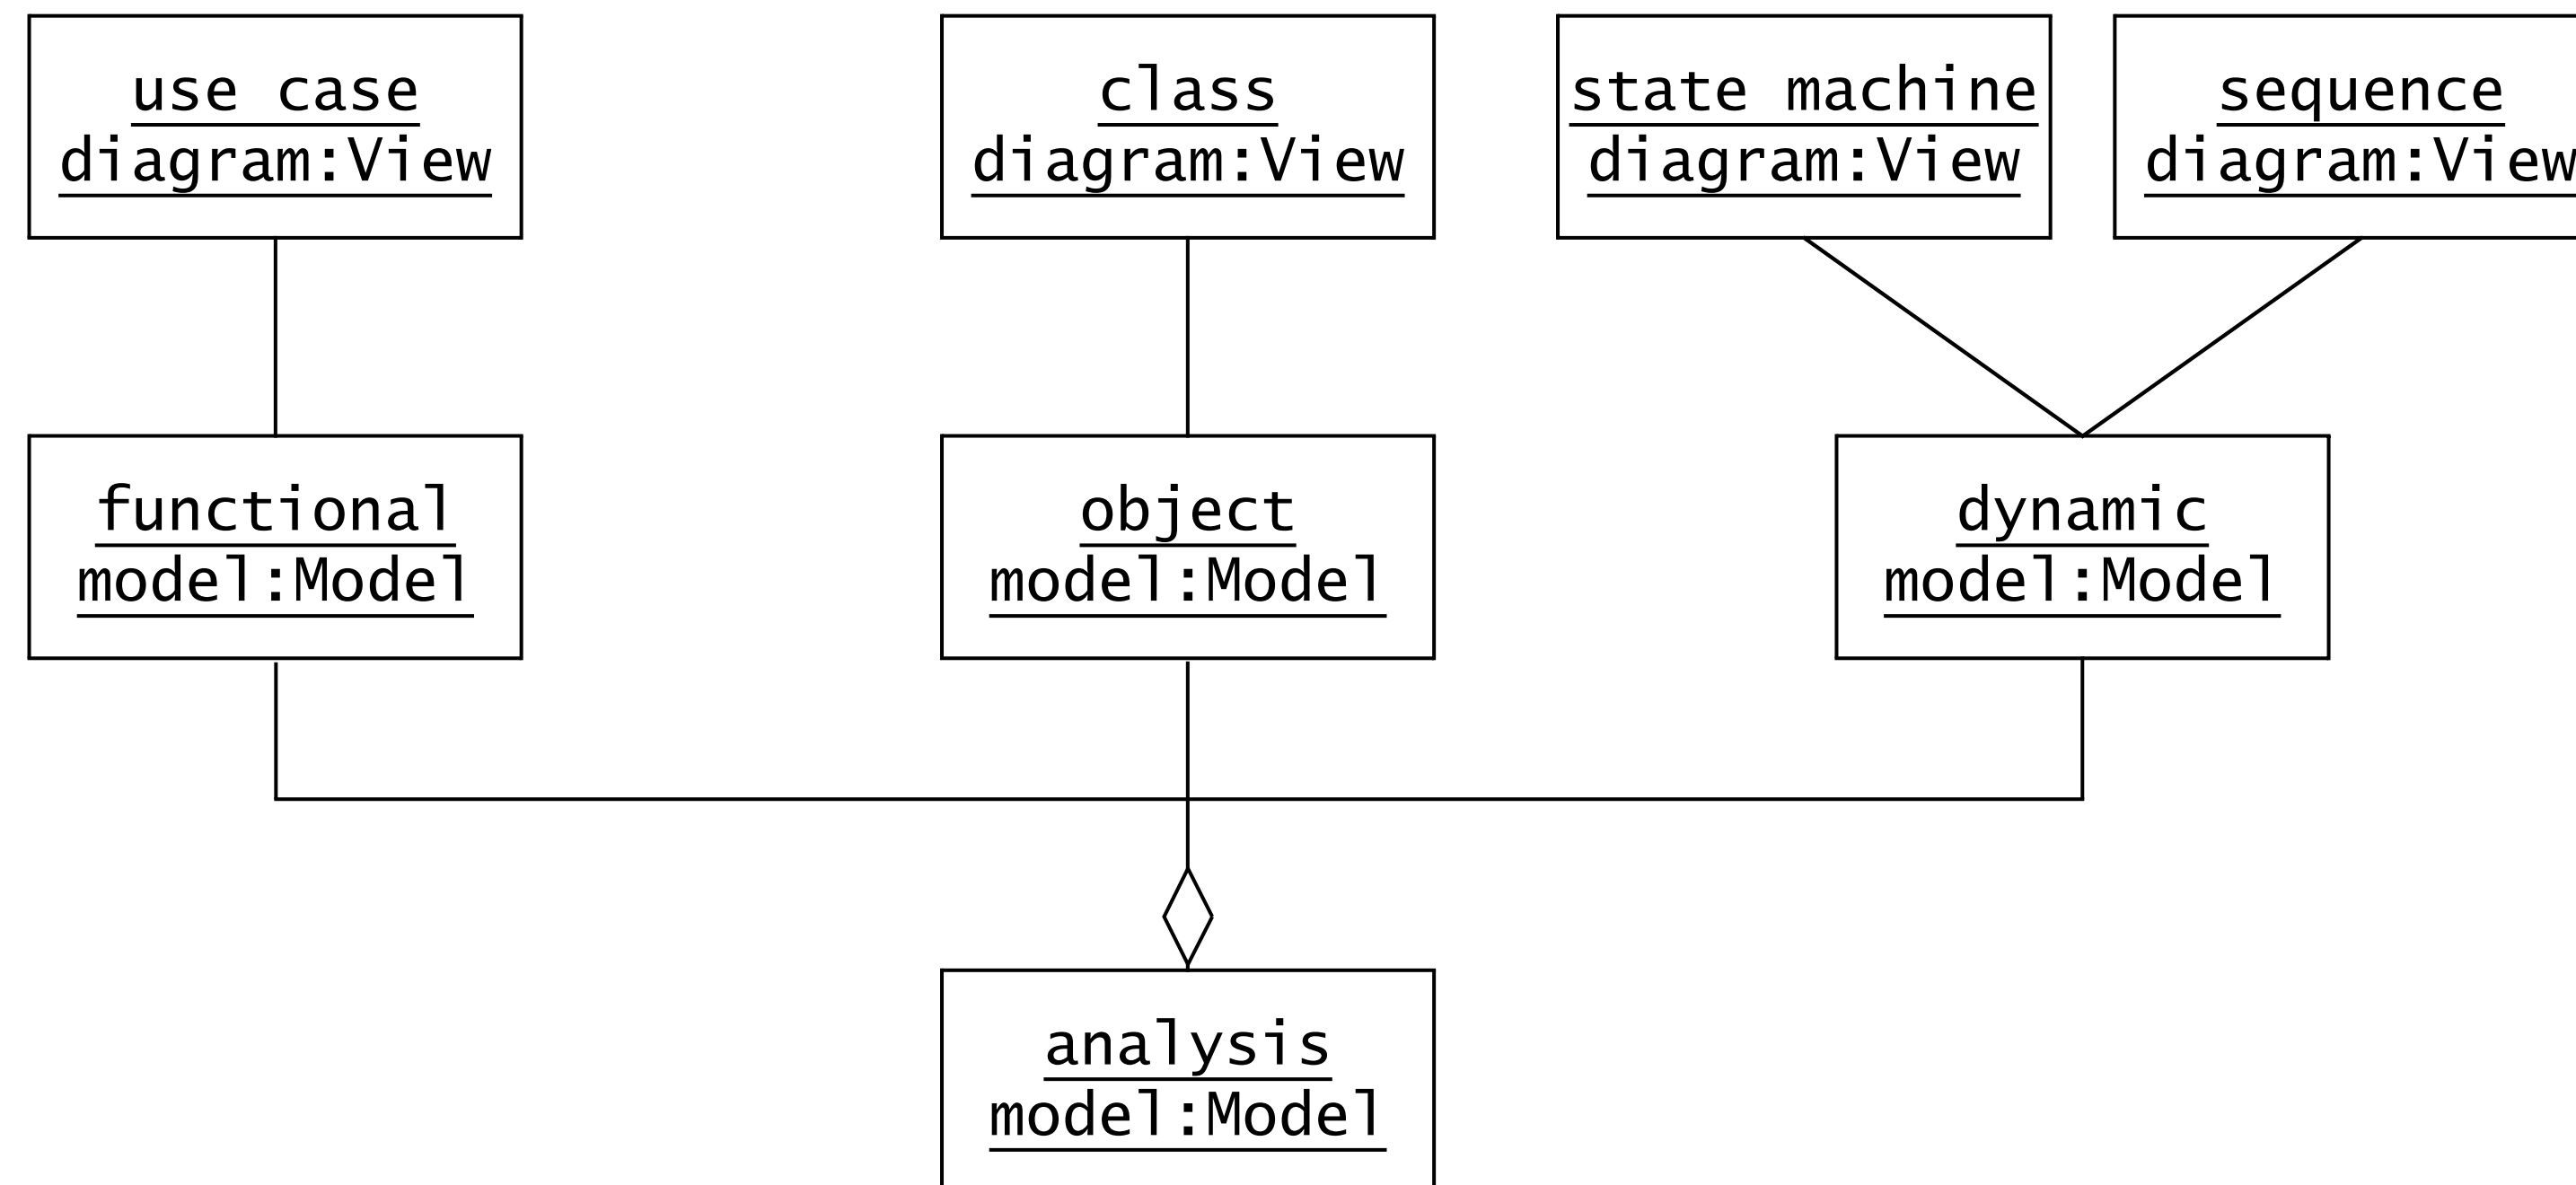 use case
diagram:View
class
diagram:View
state machine
diagram:View
sequence
diagram:View
functional
model:Model
object
model:Model
dynamic
model:Model
analysis
model:Model